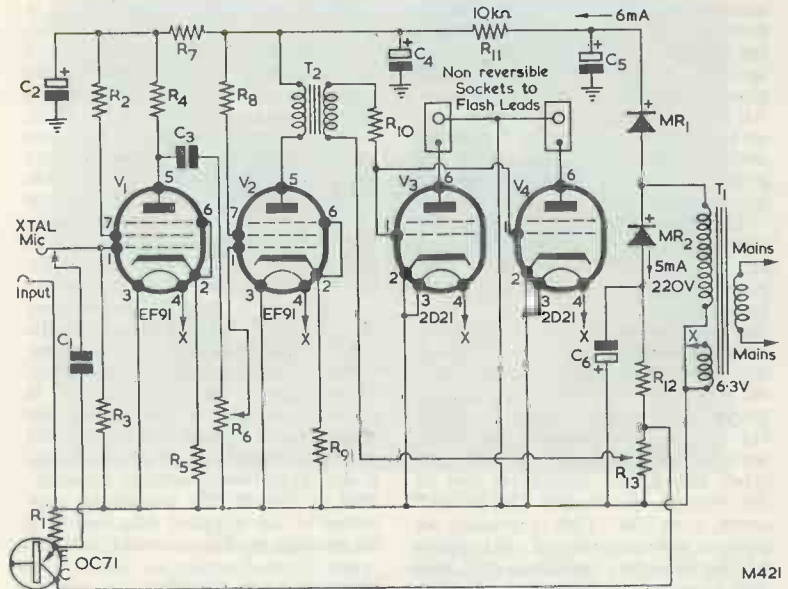 10kΩ
6mA
R7
R11
C2
R2
R4
R8
T2
C4
C5
Non reversible
Sockets to
Flash Leads
C3
R10
MR1
V1
V2
V3
V4
T1
5
5
6
6
XTAL
Mic
7
6
7
6
1
1
1
1
MR2
Mains
5mA
220V
Input
3
4
2
3
4
2
2
3
4
2
3
4
EF91
EF91
2D21
2D21
X
Mains
C1
X
X
X
X
C6
6·3V
R3
R6
R12
R5
R9
R13
R1
E
C
OC71
M421